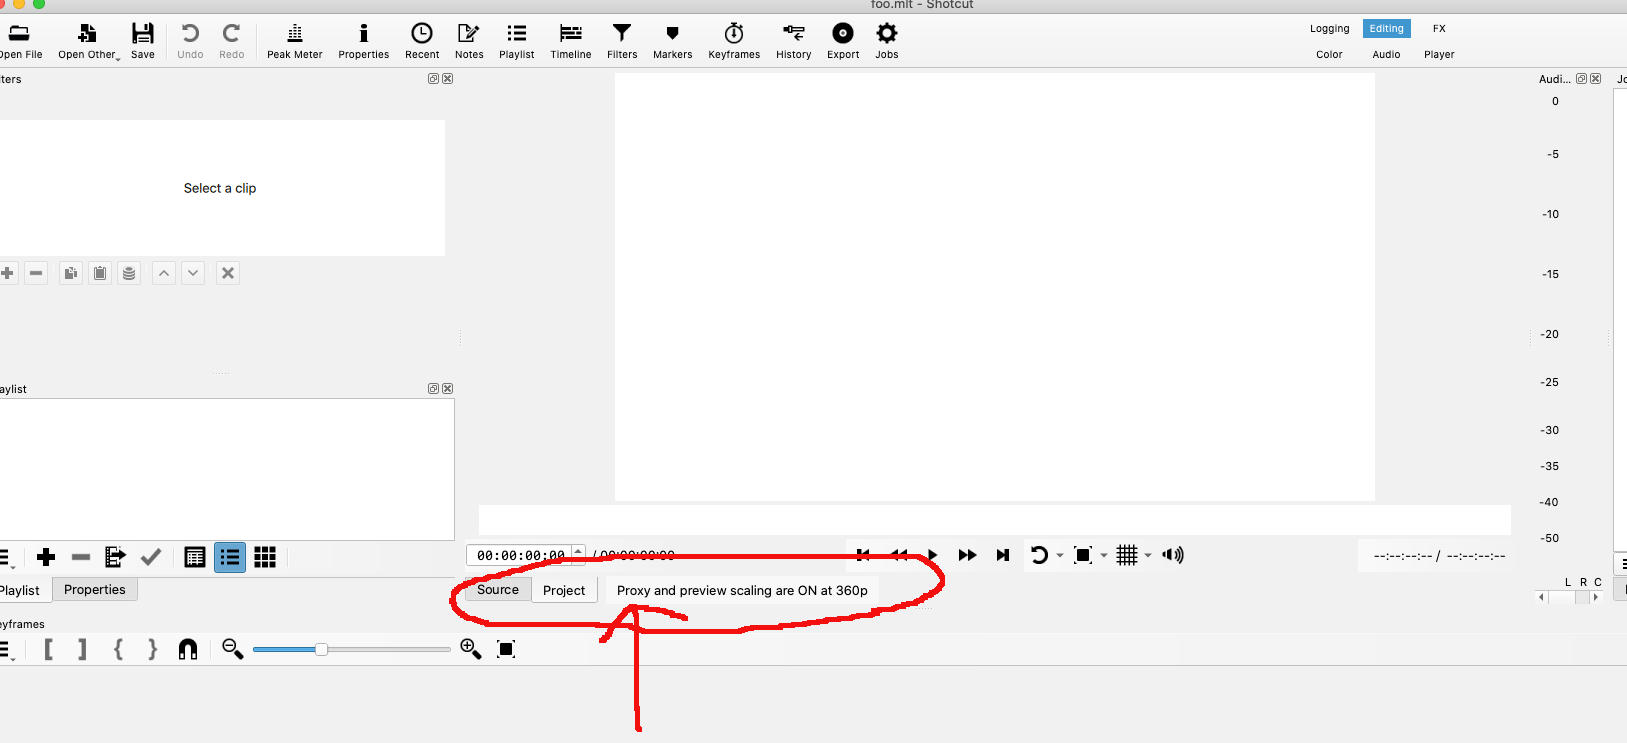 foo.mlt - Shotcut
Open File
Open Other
Save
Undo
Redo
Peak Meter
Properties
Recent
Notes
Playlist
Timeline
Filters
Markers
Keyframes
History
Export
Jobs
Logging
Editing
FX
Color
Audio
Player
lters
Audi...
Jo
0
-5
-10
-15
-20
-25
-30
-35
-40
-50
Select a clip
aylist
00:00:00:00
/ 00:00:00:00
--:--:--:-- / --:--:--:--
L R C
Playlist
Properties
Source
Project
Proxy and preview scaling are ON at 360p
eyframes